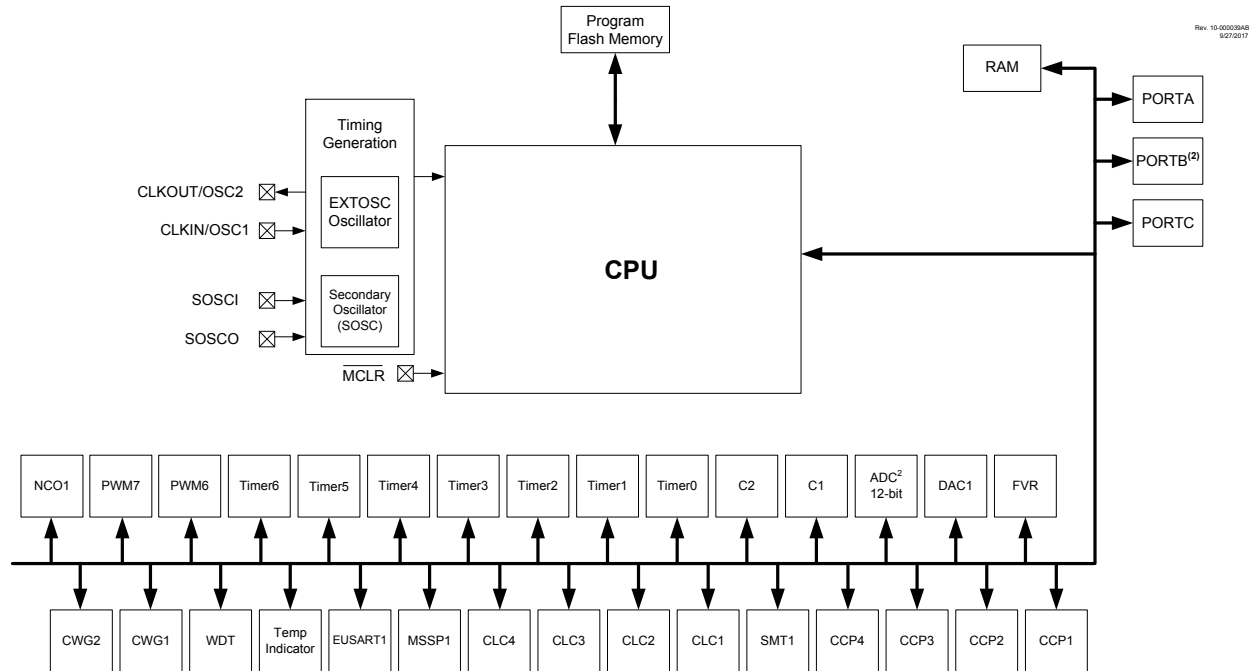 Program
Flash Memory
Rev. 10-000039AB
9/27/2017
RAM
PORTA
Timing
Generation
PORTB(2)
CLKOUT/OSC2
EXTOSC
Oscillator
CLKIN/OSC1
PORTC
CPU
SOSCI
Secondary
Oscillator
(SOSC)
SOSCO
MCLR
NCO1
PWM7
PWM6
Timer6
Timer5
Timer4
Timer3
Timer2
Timer1
Timer0
C2
C1
ADC²
12-bit
DAC1
FVR
CWG2
CWG1
WDT
Temp
Indicator
EUSART1
MSSP1
CLC4
CLC3
CLC2
CLC1
SMT1
CCP4
CCP3
CCP2
CCP1